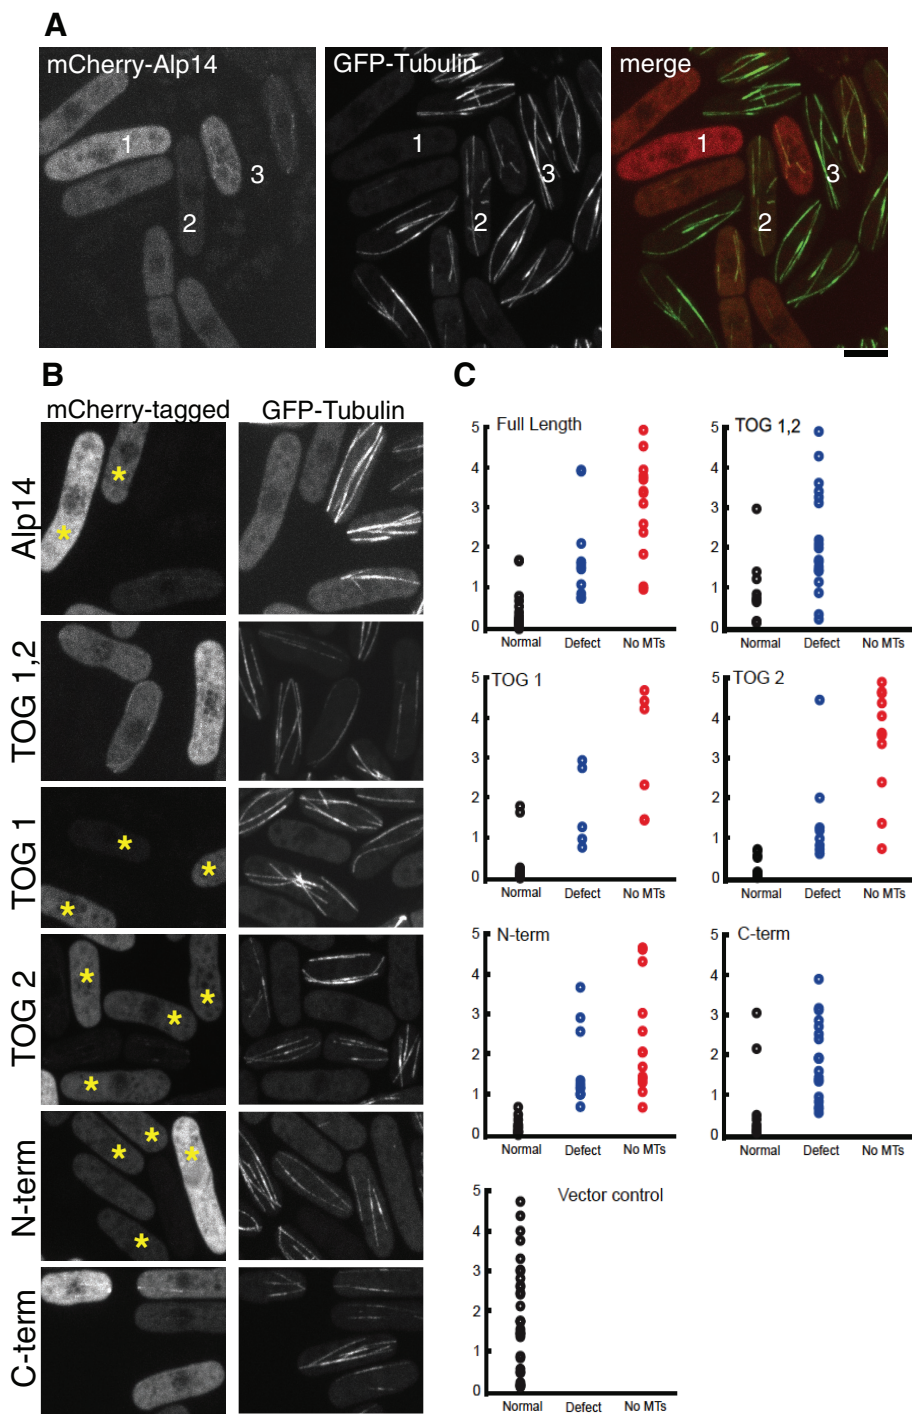 A
mCherry-Alp14 GFP-Tubulin merge
1 1 1
2 2 2
3 3 3
B
mCherry-tagged GFP-Tubulin
Alp14
TOG 1,2
TOG 1
TOG 2
N-term
C-term
C
Full Length
5
4
3
2
1
0
Normal Defect No MTs
TOG 1,2
5
4
3
2
1
0
Normal Defect No MTs
TOG 1
5
4
3
2
1
0
Normal Defect No MTs
TOG 2
5
4
3
2
1
0
Normal Defect No MTs
N-term
5
4
3
2
1
0
Normal Defect No MTs
C-term
5
4
3
2
1
0
Normal Defect No MTs
Vector control
5
4
3
2
1
0
Normal Defect No MTs